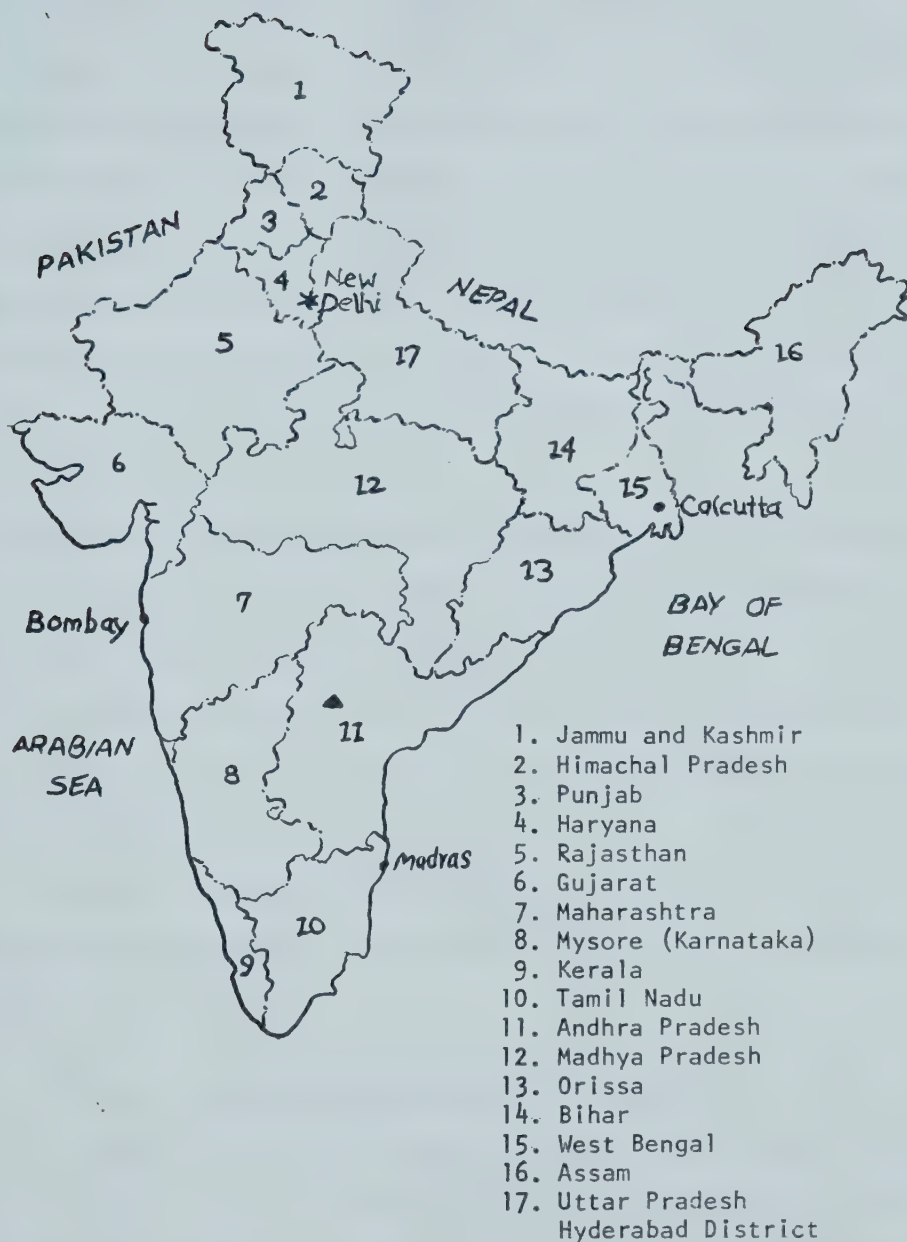 1
2
3
PAKISTAN
4
New
Delhi
NEPAL
5
17
16
6
12
14
15
Calcutta
13
7
Bombay
BAY OF
BENGAL
11
ARABIAN
SEA
8
Madras
10
9
1. Jammu and Kashmir
2. Himachal Pradesh
3. Punjab
4. Haryana
5. Rajasthan
6. Gujarat
7. Maharashtra
8. Mysore (Karnataka)
9. Kerala
10. Tamil Nadu
11. Andhra Pradesh
12. Madhya Pradesh
13. Orissa
14. Bihar
15. West Bengal
16. Assam
17. Uttar Pradesh
Hyderabad District